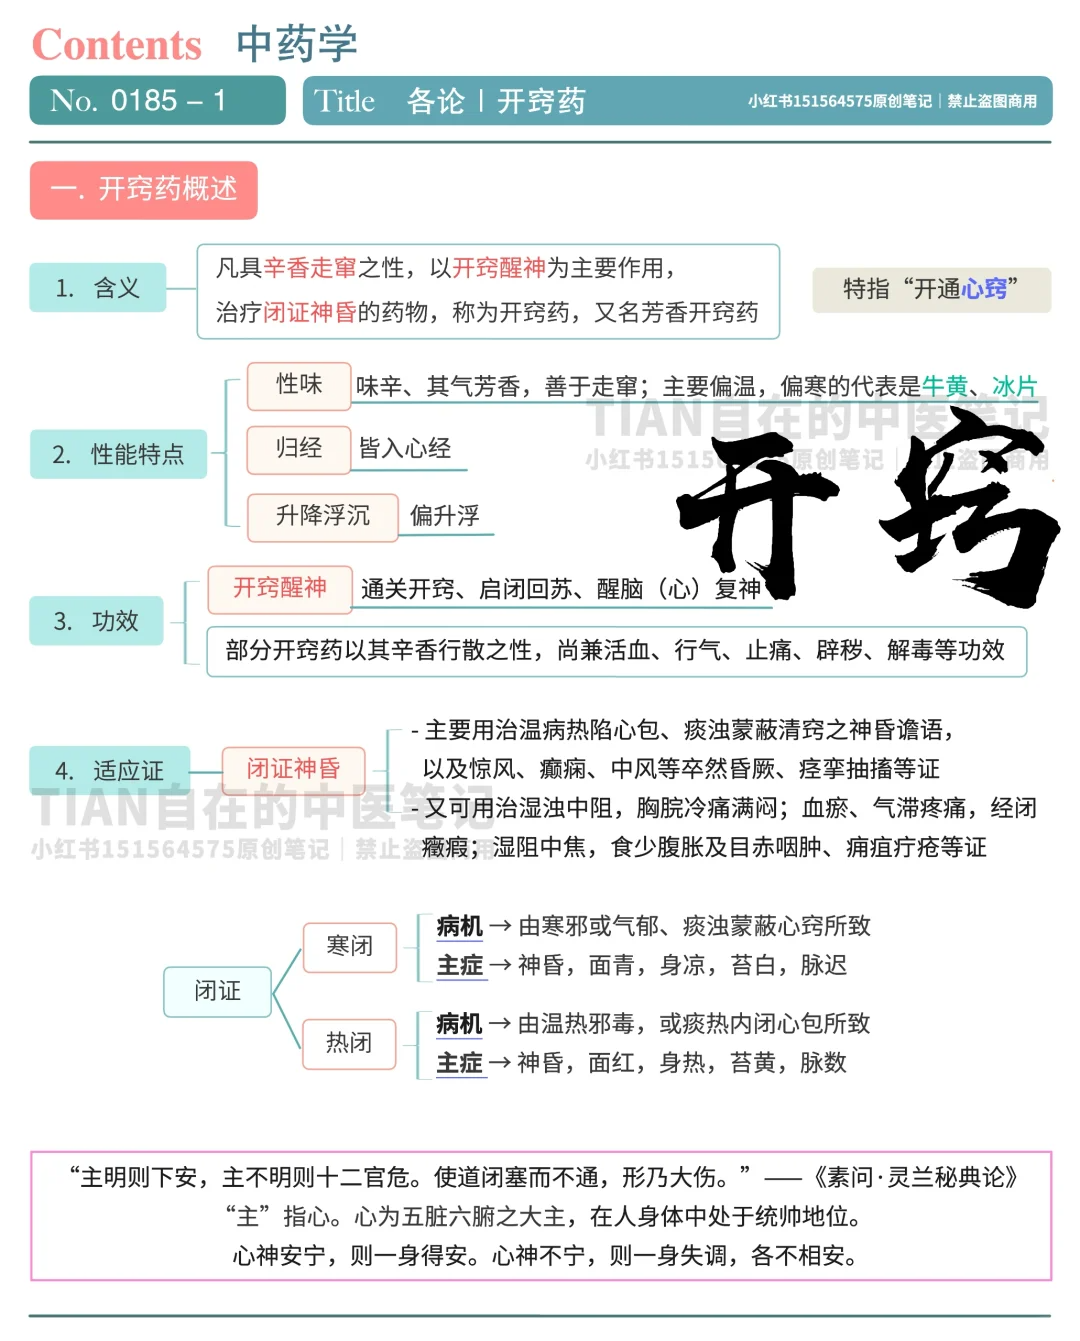 Contents 中药学
No. 0185 – 1
Title 各论 | 开窍药 小红书151564575原创笔记｜禁止盗图商用
一. 开窍药概述
1. 含义
凡具辛香走窜之性，以开窍醒神为主要作用，
治疗闭证神昏的药物，称为开窍药，又名芳香开窍药
特指“开通心窍”
2. 性能特点
性味 味辛、其气芳香，善于走窜；主要偏温，偏寒的代表是牛黄、冰片
归经 皆入心经
升降浮沉 偏升浮
TIAN自在的中医笔记
小红书151564575原创笔记｜禁止盗图商用
开窍
3. 功效
开窍醒神 通关开窍、启闭回苏、醒脑（心）复神
部分开窍药以其辛香行散之性，尚兼活血、行气、止痛、辟秽、解毒等功效
4. 适应证
闭证神昏
- 主要用治温病热陷心包、痰浊蒙蔽清窍之神昏谵语，
以及惊风、癫痫、中风等卒然昏厥、痉挛抽搐等证
- 又可用治湿浊中阻，胸脘冷痛满闷；血瘀、气滞疼痛，经闭
癥瘕；湿阻中焦，食少腹胀及目赤咽肿、痈疽疔疮等证
TIAN自在的中医笔记
小红书151564575原创笔记｜禁止盗图商用
闭证
寒闭
病机 → 由寒邪或气郁、痰浊蒙蔽心窍所致
主症 → 神昏，面青，身凉，苔白，脉迟
热闭
病机 → 由温热邪毒，或痰热内闭心包所致
主症 → 神昏，面红，身热，苔黄，脉数
“主明则下安，主不明则十二官危。使道闭塞而不通，形乃大伤。”——《素问·灵兰秘典论》
“主”指心。心为五脏六腑之大主，在人身体中处于统帅地位。
心神安宁，则一身得安。心神不宁，则一身失调，各不相安。